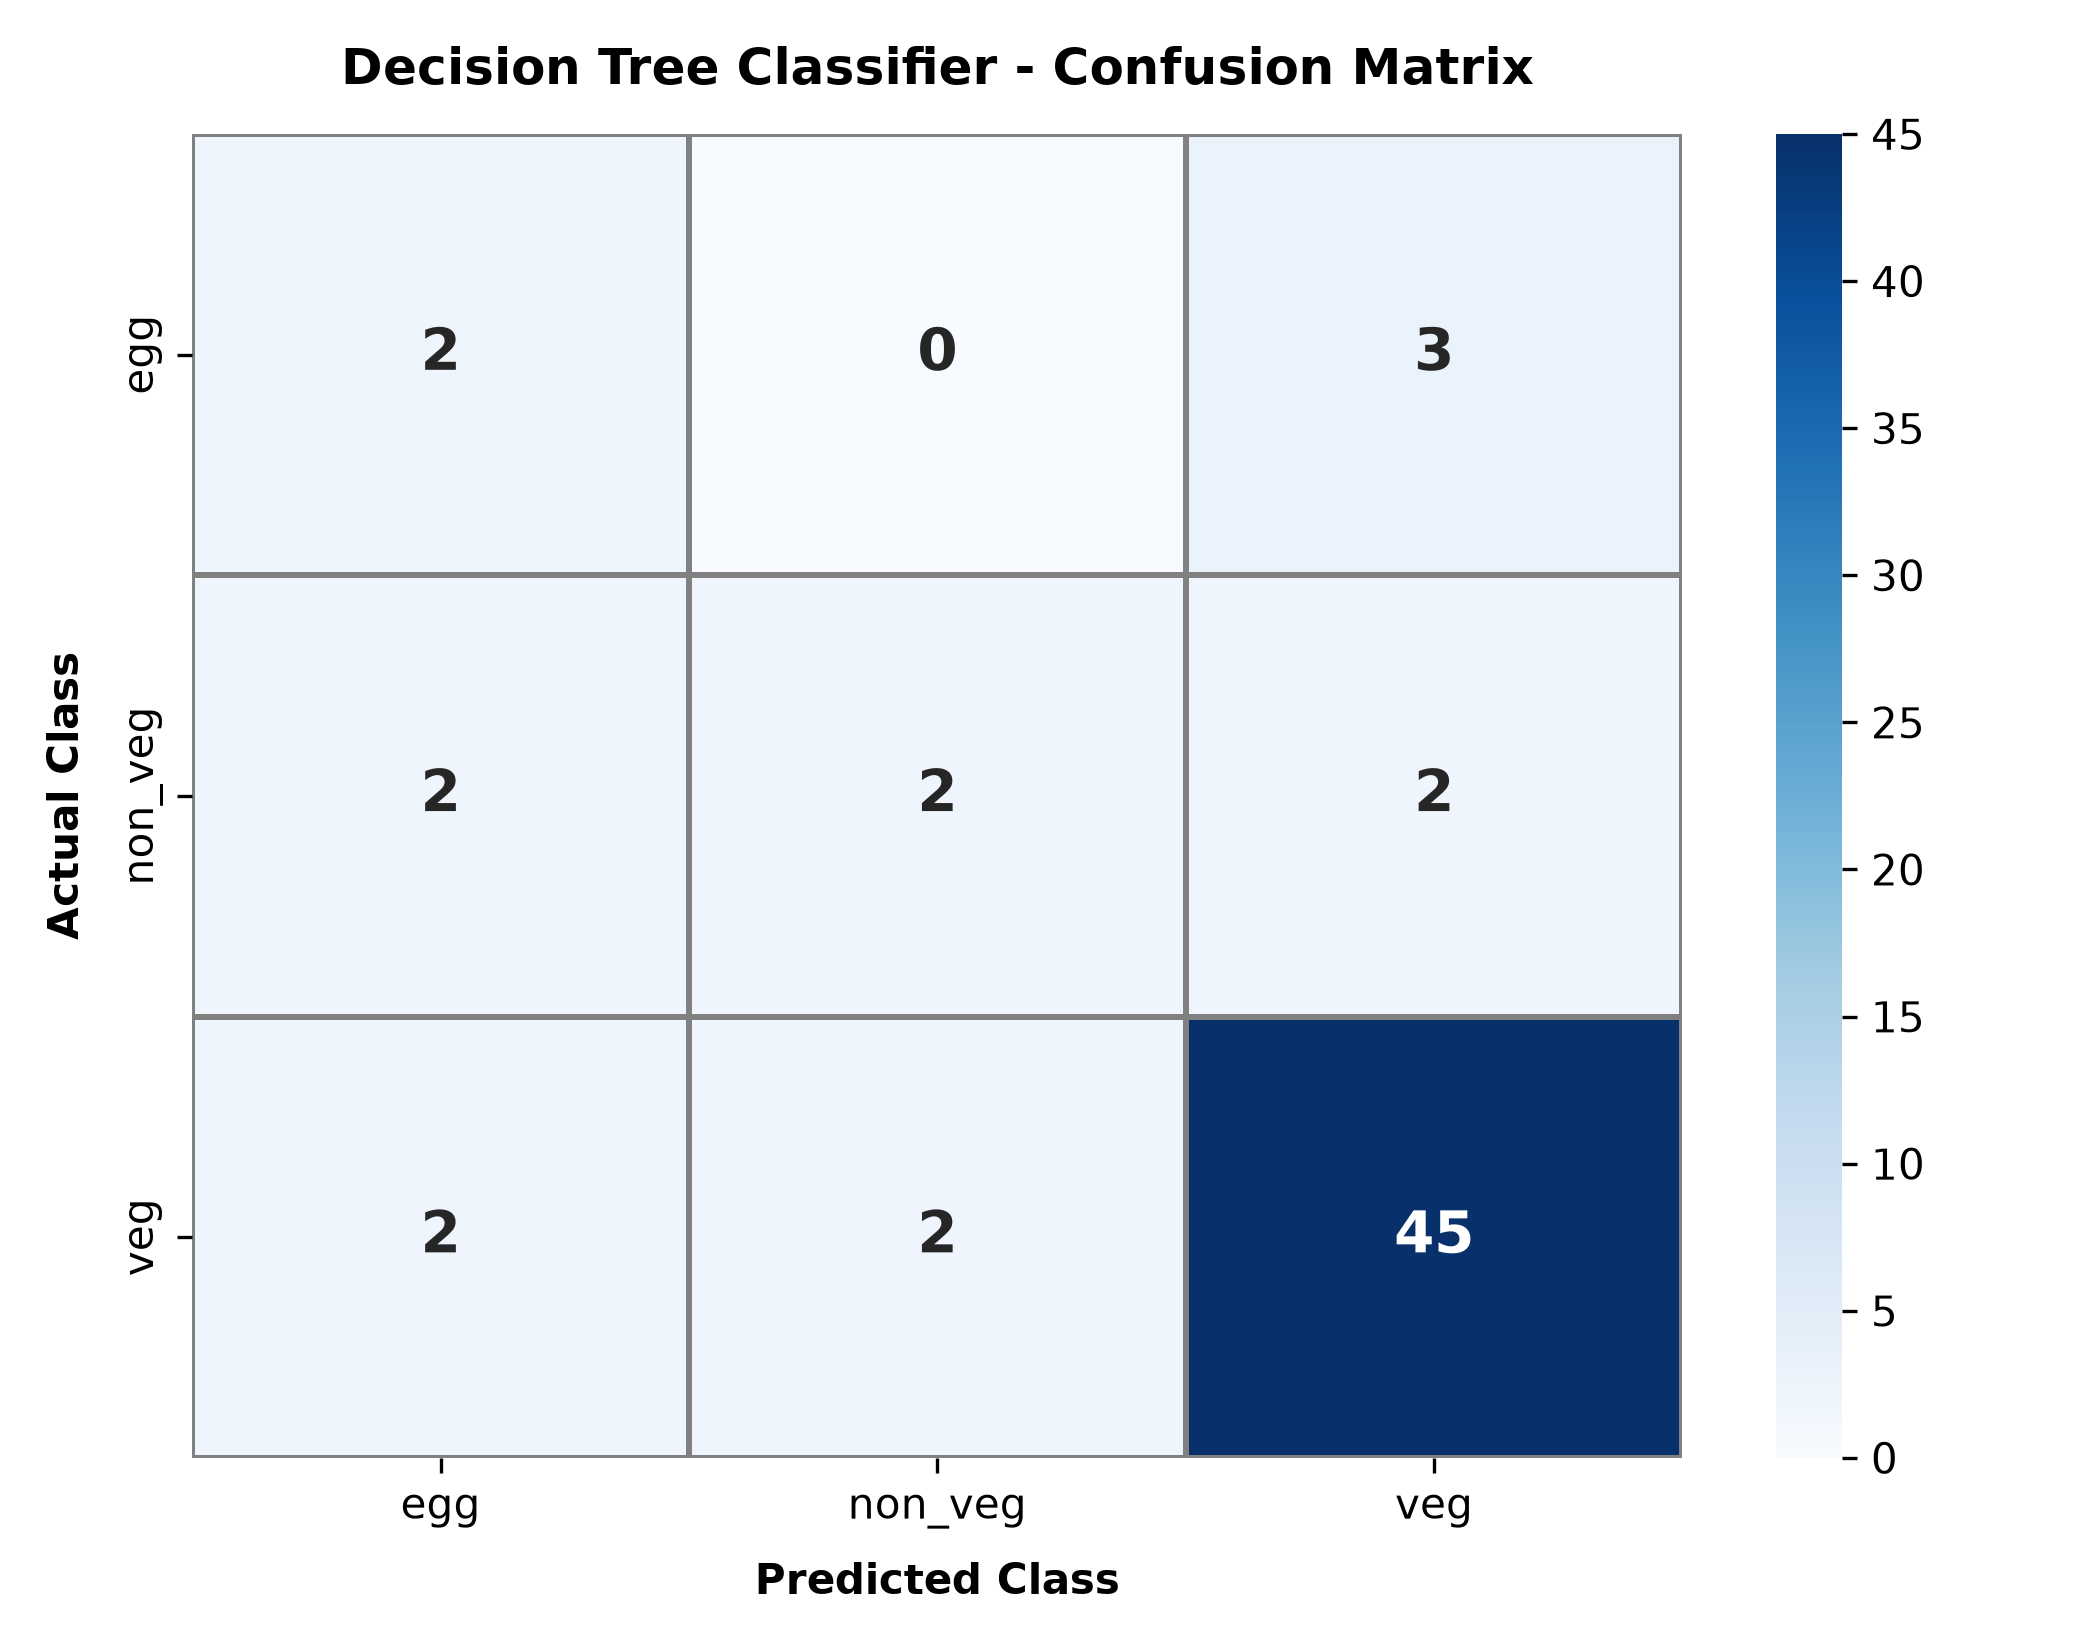 Decision Tree Classifier - Confusion Matrix
Actual Class
egg
2 0 3
non_veg
2 2 2
veg
2 2 45
egg non_veg veg
Predicted Class
45
40
35
30
25
20
15
10
5
0